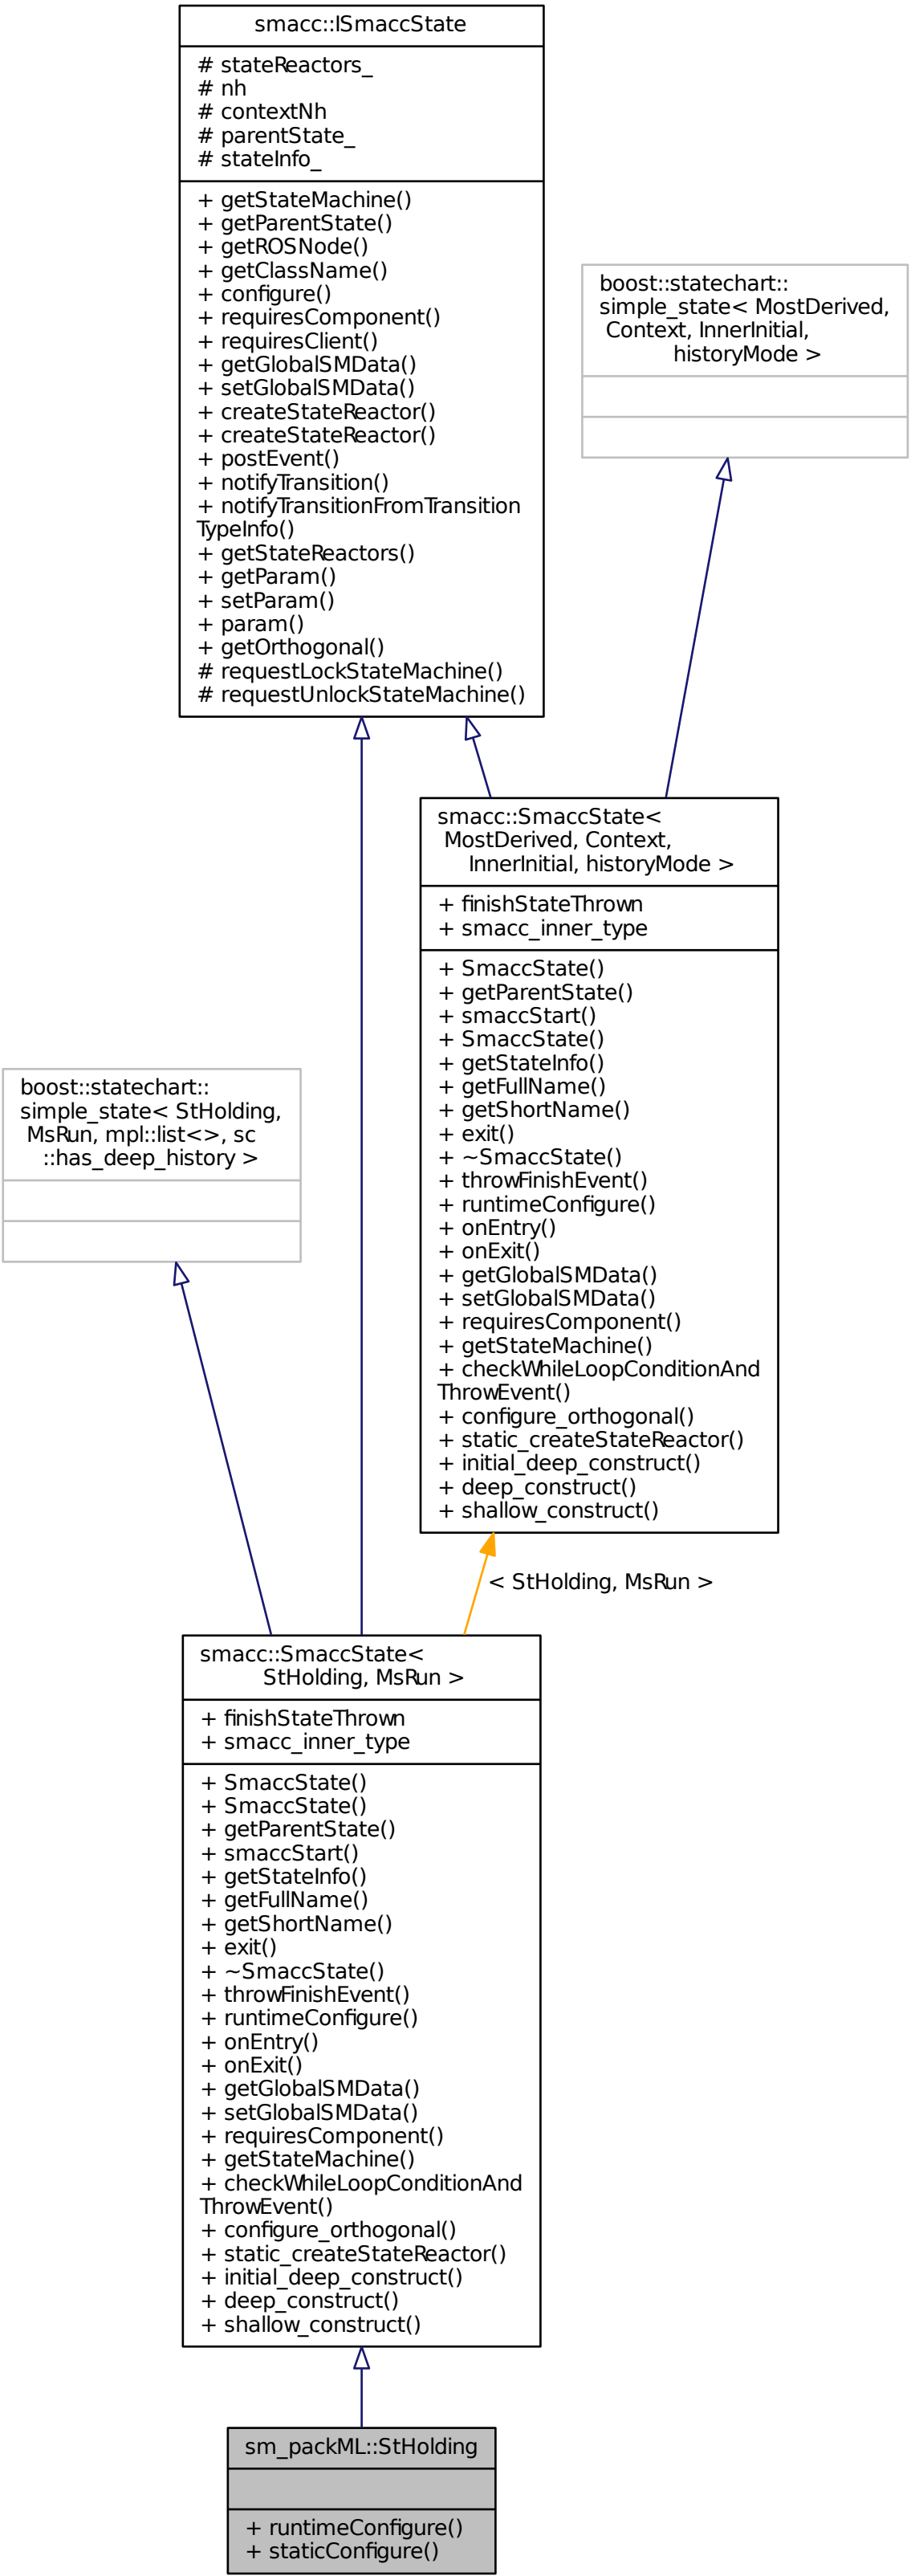 smacc::ISmaccState
# stateReactors_
# nh
# contextNh
# parentState_
# stateInfo_
+ getStateMachine()
+ getParentState()
+ getROSNode()
+ getClassName()
+ configure()
+ requiresComponent()
+ requiresClient()
+ getGlobalSMData()
+ setGlobalSMData()
+ createStateReactor()
+ createStateReactor()
+ postEvent()
+ notifyTransition()
+ notifyTransitionFromTransition
TypeInfo()
+ getStateReactors()
+ getParam()
+ setParam()
+ param()
+ getOrthogonal()
# requestLockStateMachine()
# requestUnlockStateMachine()
boost::statechart::
simple_state< MostDerived,
Context, InnerInitial,
historyMode >
smacc::SmaccState<
MostDerived, Context,
InnerInitial, historyMode >
+ finishStateThrown
+ smacc_inner_type
+ SmaccState()
+ getParentState()
+ smaccStart()
+ SmaccState()
+ getStateInfo()
+ getFullName()
+ getShortName()
+ exit()
+ ~SmaccState()
+ throwFinishEvent()
+ runtimeConfigure()
+ onEntry()
+ onExit()
+ getGlobalSMData()
+ setGlobalSMData()
+ requiresComponent()
+ getStateMachine()
+ checkWhileLoopConditionAnd
ThrowEvent()
+ configure_orthogonal()
+ static_createStateReactor()
+ initial_deep_construct()
+ deep_construct()
+ shallow_construct()
boost::statechart::
simple_state< StHolding,
MsRun, mpl::list<>, sc
::has_deep_history >
< StHolding, MsRun >
smacc::SmaccState<
StHolding, MsRun >
+ finishStateThrown
+ smacc_inner_type
+ SmaccState()
+ SmaccState()
+ getParentState()
+ smaccStart()
+ getStateInfo()
+ getFullName()
+ getShortName()
+ exit()
+ ~SmaccState()
+ throwFinishEvent()
+ runtimeConfigure()
+ onEntry()
+ onExit()
+ getGlobalSMData()
+ setGlobalSMData()
+ requiresComponent()
+ getStateMachine()
+ checkWhileLoopConditionAnd
ThrowEvent()
+ configure_orthogonal()
+ static_createStateReactor()
+ initial_deep_construct()
+ deep_construct()
+ shallow_construct()
sm_packML::StHolding
+ runtimeConfigure()
+ staticConfigure()